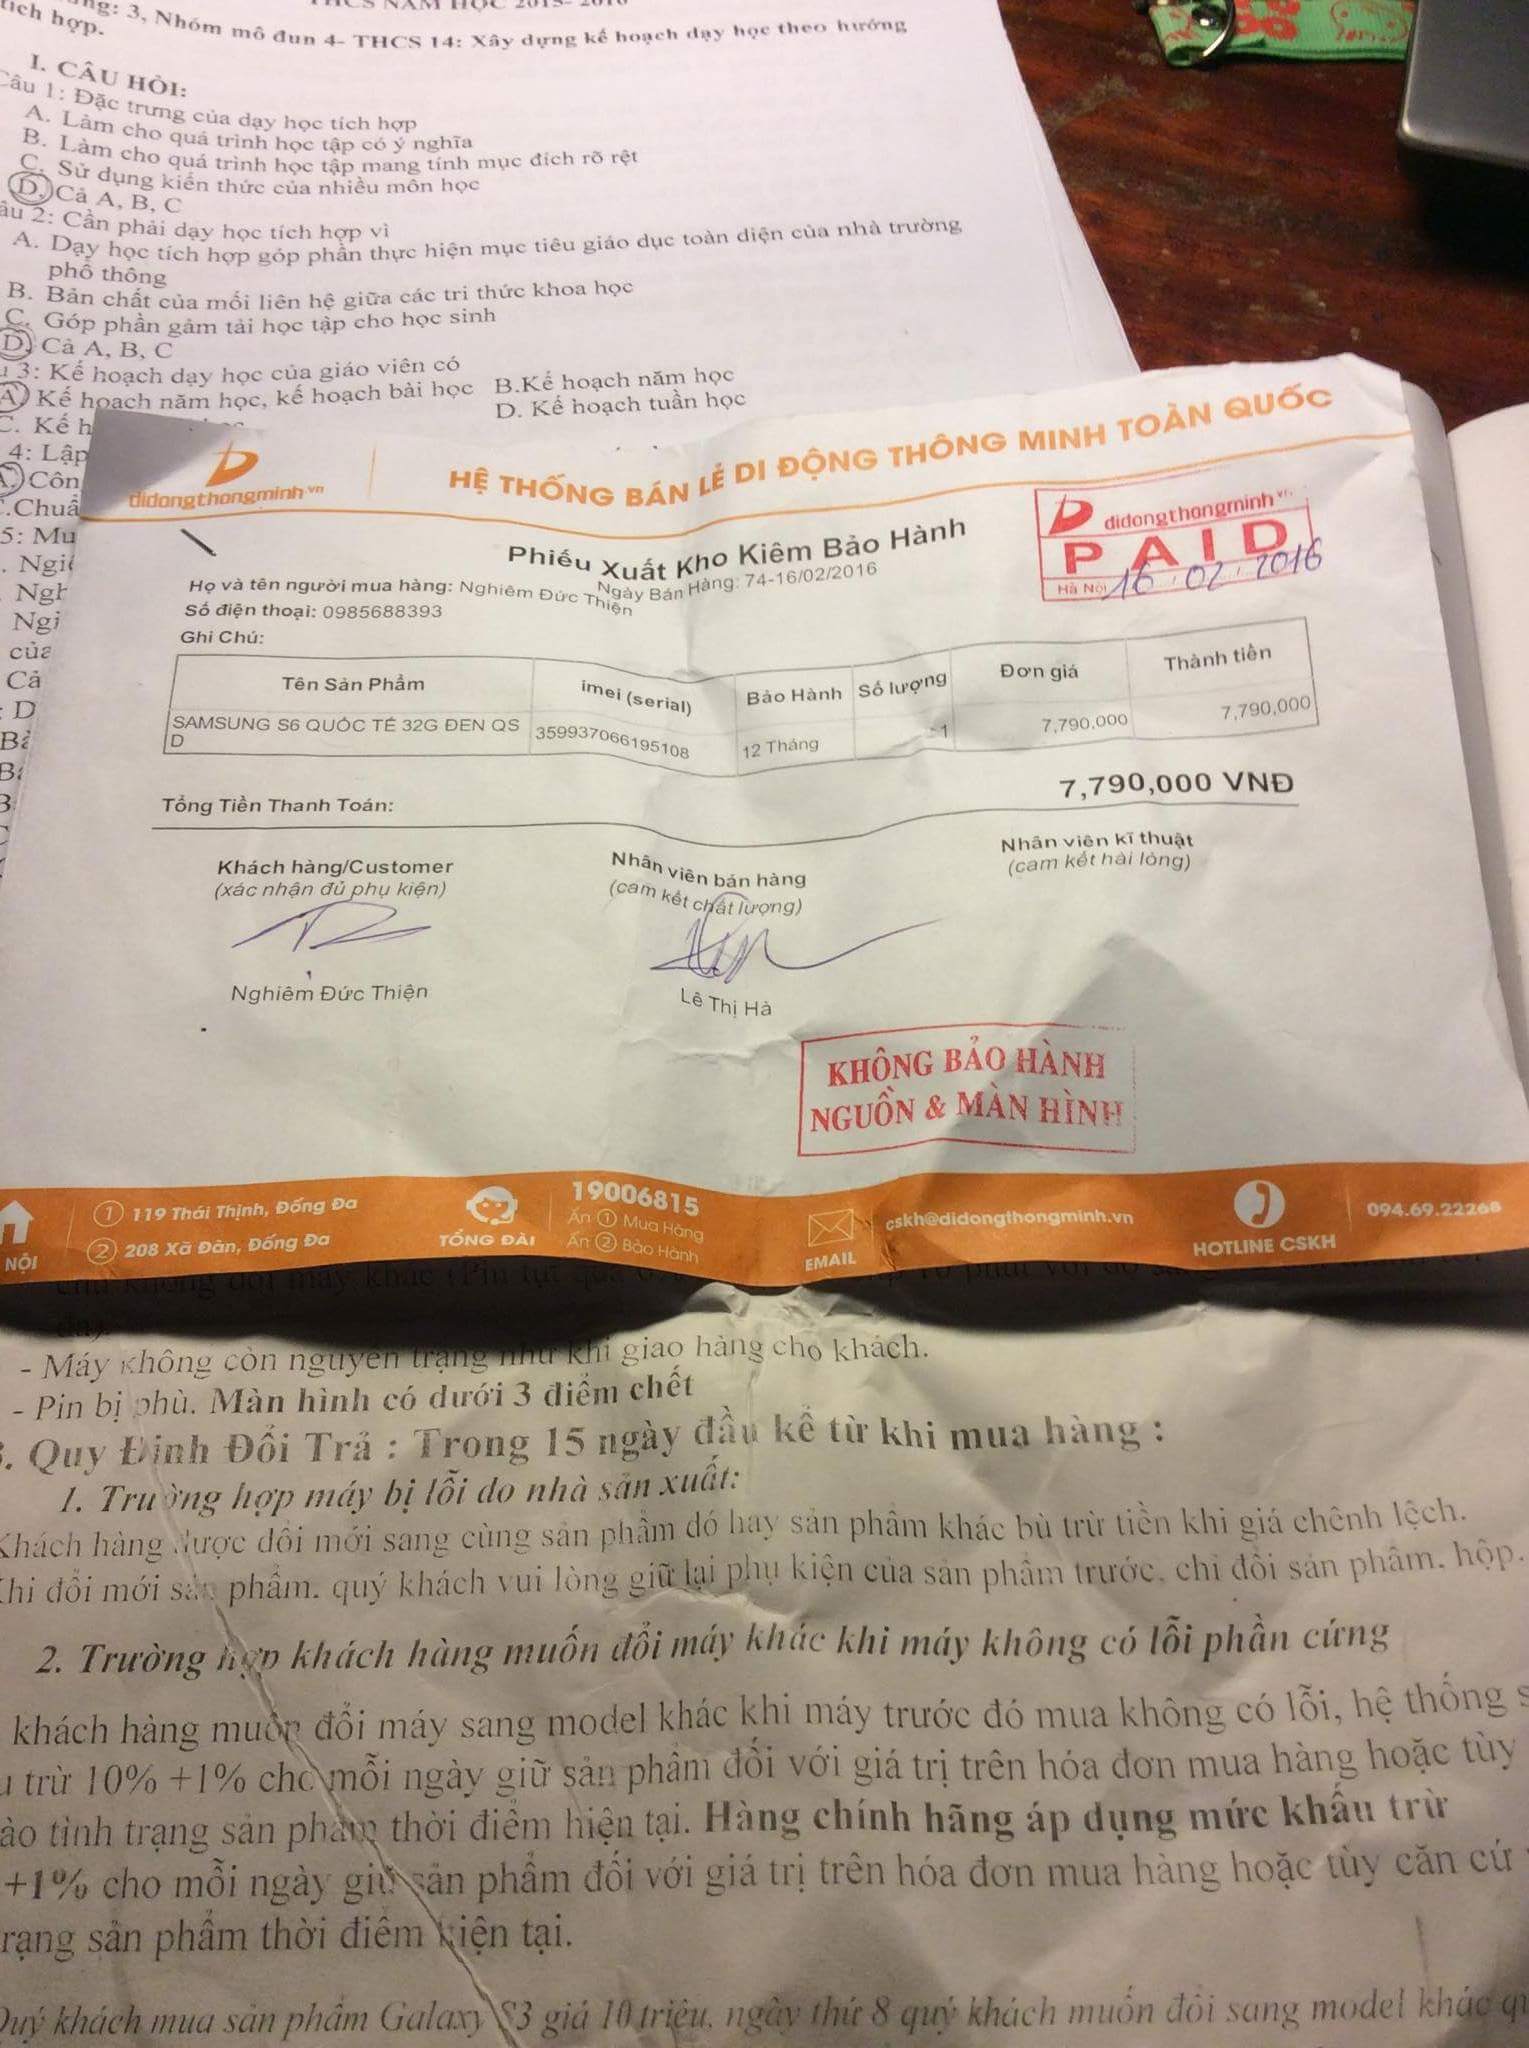 THCS NĂM HỌC 2015- 2016
3, Nhóm mô đun 4- THCS 14: Xây dựng kế hoạch dạy học theo hướng
tích hợp.
I. CÂU HỎI:
Câu 1: Đặc trưng của dạy học tích hợp
A. Làm cho quá trình học tập có ý nghĩa
B. Làm cho quá trình học tập mang tính mục đích rõ rệt
C. Sử dụng kiến thức của nhiều môn học
D. Cả A, B, C
âu 2: Cần phải dạy học tích hợp vì
A. Dạy học tích hợp góp phần thực hiện mục tiêu giáo dục toàn diện của nhà trường
phổ thông
B. Bản chất của mối liên hệ giữa các tri thức khoa học
C. Góp phần gảm tải học tập cho học sinh
D. Cả A, B, C
3: Kế hoạch dạy học của giáo viên có
A. Kế hoạch năm học, kế hoạch bài học B.Kế hoạch năm học
C. Kế h D. Kế hoạch tuần học
4: Lập
Côn
.Chuẩ
5: Mu
Ngi
Ngi
của
Cả
D
didongthongminh.vn
HỆ THỐNG BÁN LẺ DI ĐỘNG THÔNG MINH TOÀN QUỐC
didongthongminh.vn
PAID
Hà Nội 16.02.2016
Phiếu Xuất Kho Kiêm Bảo Hành
Ngày Bán Hàng: 74-16/02/2016
Họ và tên người mua hàng: Nghiêm Đức Thiện
Số điện thoại: 0985688393
Ghi Chú:
Tên Sản Phẩm imei (serial) Bảo Hành Số lượng Đơn giá Thành tiền
SAMSUNG S6 QUỐC TẾ 32G ĐEN QS 359937066195108 12 Tháng 1 7,790,000 7,790,000
D
Tổng Tiền Thanh Toán: 7,790,000 VNĐ
Khách hàng/Customer Nhân viên bán hàng Nhân viên kĩ thuật
(xác nhận đủ phụ kiện) (cam kết chất lượng) (cam kết hài lòng)
Nghiêm Đức Thiện Lê Thị Hà
KHÔNG BẢO HÀNH
NGUỒN & MÀN HÌNH
NỘI
1 119 Thái Thịnh, Đống Đa
2 208 Xã Đàn, Đống Đa
TỔNG ĐÀI
19006815
Ấn 1 Mua Hàng
Ấn 2 Bảo Hành
EMAIL
cskh@didongthongminh.vn
HOTLINE CSKH
094.69.22268
- Máy không còn nguyên trạng như khi giao hàng cho khách.
- Pin bị phù. Màn hình có dưới 3 điểm chết
. Quy Định Đổi Trả : Trong 15 ngày đầu kể từ khi mua hàng :
1. Trường hợp máy bị lỗi do nhà sản xuất:
Khách hàng được đổi mới sang cùng sản phẩm đó hay sản phẩm khác bù trừ tiền khi giá chênh lệch.
Khi đổi mới sản phẩm. quý khách vui lòng giữ lại phụ kiện của sản phẩm trước, chỉ đổi sản phẩm. hộp.
2. Trường hợp khách hàng muốn đổi máy khác khi máy không có lỗi phần cứng
khách hàng muốn đổi máy sang model khác khi máy trước đó mua không có lỗi, hệ thống s
u trừ 10% +1% cho mỗi ngày giữ sản phẩm đối với giá trị trên hóa đơn mua hàng hoặc tùy
ào tình trạng sản phẩm thời điểm hiện tại. Hàng chính hãng áp dụng mức khấu trừ
+1% cho mỗi ngày giữ sản phẩm đối với giá trị trên hóa đơn mua hàng hoặc tùy căn cứ
rạng sản phẩm thời điểm hiện tại.
Quý khách mua sản phẩm Galaxy S3 giá 10 triệu, ngày thứ 8 quý khách muốn đổi sang model khác